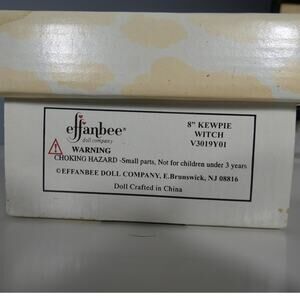 effanbee®
doll company
8" KEWPIE
WITCH
V3019Y01
WARNING
CHOKING HAZARD -Small parts, Not for children under 3 years
©EFFANBEE DOLL COMPANY, E.Brunswick, NJ 08816
Doll Crafted in China